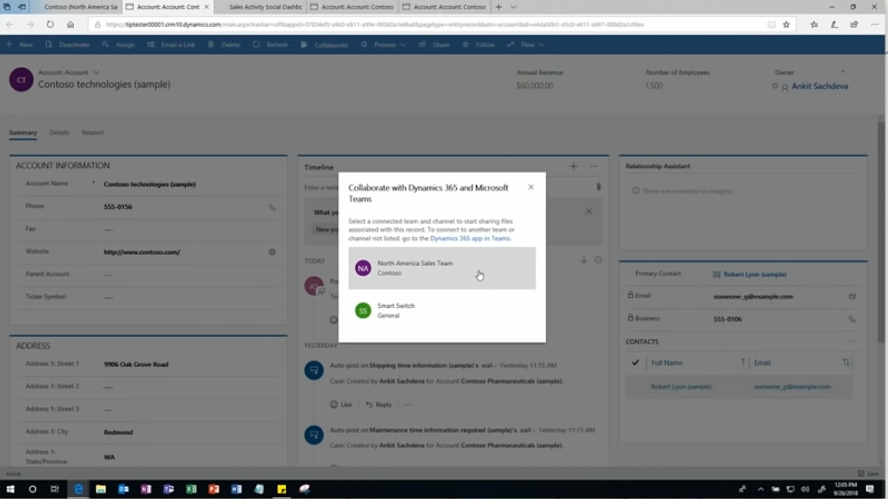 Contoso (North America Sa
Account: Account: Cont
Sales Activity Social Dashbc
Account: Account: Contoso
Account: Account: Contoso
New
Deactivate
Assign
Email a Link
Delete
Refresh
Collaborate
Process
Share
Follow
Flow
CT
Account: Account
Contoso technologies (sample)
Annual Revenue
$60,000.00
Number of Employees
1,500
Owner
Ankit Sachdeva
Summary
Details
Related
ACCOUNT INFORMATION
Account Name * Contoso technologies (sample)
Phone 555-0156
Fax ---
Website http://www.contoso.com/
Parent Account ---
Ticker Symbol ---
ADDRESS
Address 1: Street 1 9906 Oak Grove Road
Address 1: Street 2 ---
Address 1: Street 3 ---
Address 1: City Redmond
Address 1:
State/Province WA
Timeline
Enter a note
What yo
New po
TODAY
AS
YESTERDAY
Auto-post on Shipping time information (sample)'s wall - Yesterday 11:15 AM
Case: Created by Ankit Sachdeva for Account Contoso Pharmaceuticals (sample).
Like
Reply
Auto-post on Maintenance time information required (sample)'s wall - Yesterday 11:15 AM
Case: Created By Ankit Sachdeva for Account Contoso Pharmaceuticals (sample).
Collaborate with Dynamics 365 and Microsoft
Teams
Select a connected team and channel to start sharing files
associated with this record. To connect to another team or
channel not listed, go to the Dynamics 365 app in Teams.
NA
North America Sales Team
Contoso
SS
Smart Switch
General
Relationship Assistant
There are currently no insights.
Primary Contact Robert Lyon (sample)
Email someone_g@example.com
Business 555-0106
CONTACTS
Full Name
Email
Robert Lyon (sample)
someone_g@example.com
Active
Save
12:05 PM
9/26/2018